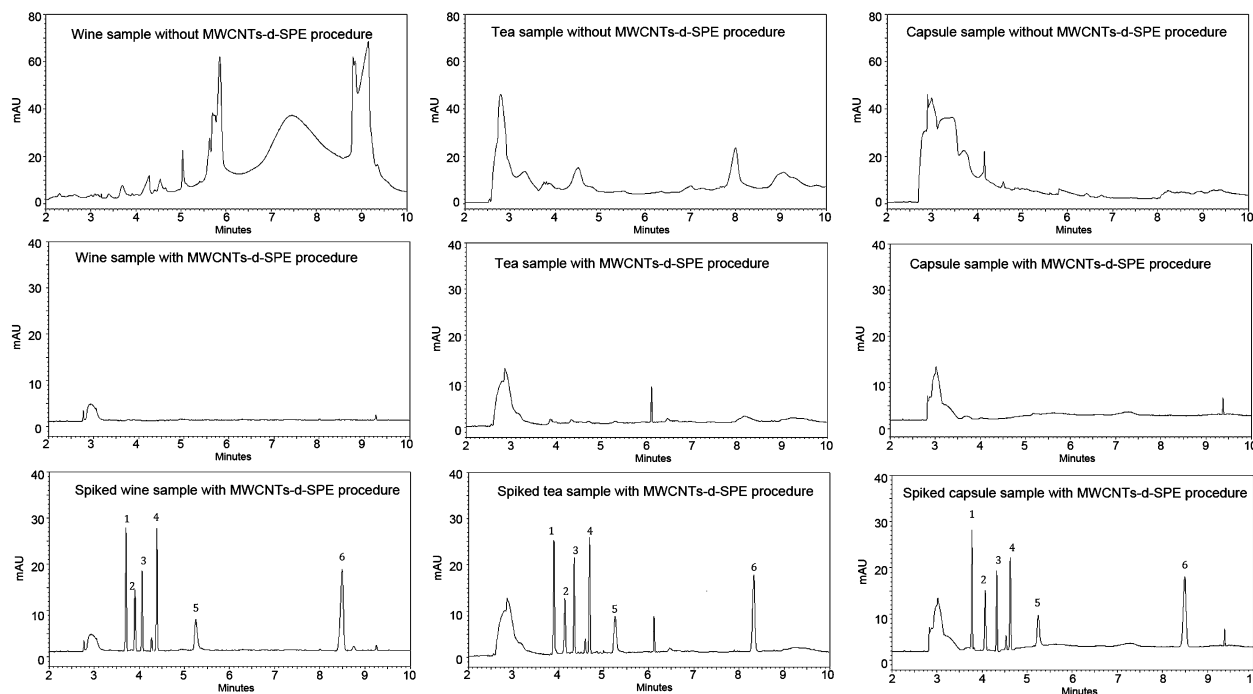 Wine sample without MWCNTs-d-SPE procedure
mAU
80
60
40
20
0
2 3 4 5 6 7 8 9 10
Minutes
Tea sample without MWCNTs-d-SPE procedure
mAU
80
60
40
20
0
2 3 4 5 6 7 8 9 10
Minutes
Capsule sample without MWCNTs-d-SPE procedure
mAU
80
60
40
20
0
2 3 4 5 6 7 8 9 10
Minutes
Wine sample with MWCNTs-d-SPE procedure
mAU
40
30
20
10
0
2 3 4 5 6 7 8 9 10
Minutes
Tea sample with MWCNTs-d-SPE procedure
mAU
40
30
20
10
0
2 3 4 5 6 7 8 9 10
Minutes
Capsule sample with MWCNTs-d-SPE procedure
mAU
40
30
20
10
0
2 3 4 5 6 7 8 9 10
Minutes
Spiked wine sample with MWCNTs-d-SPE procedure
mAU
40
30
20
10
0
1 2 3 4 5 6
2 3 4 5 6 7 8 9 10
Minutes
Spiked tea sample with MWCNTs-d-SPE procedure
mAU
40
30
20
10
0
1 2 3 4 5 6
2 3 4 5 6 7 8 9 10
Minutes
Spiked capsule sample with MWCNTs-d-SPE procedure
mAU
40
30
20
10
0
1 2 3 4 5 6
2 3 4 5 6 7 8 9 10
Minutes